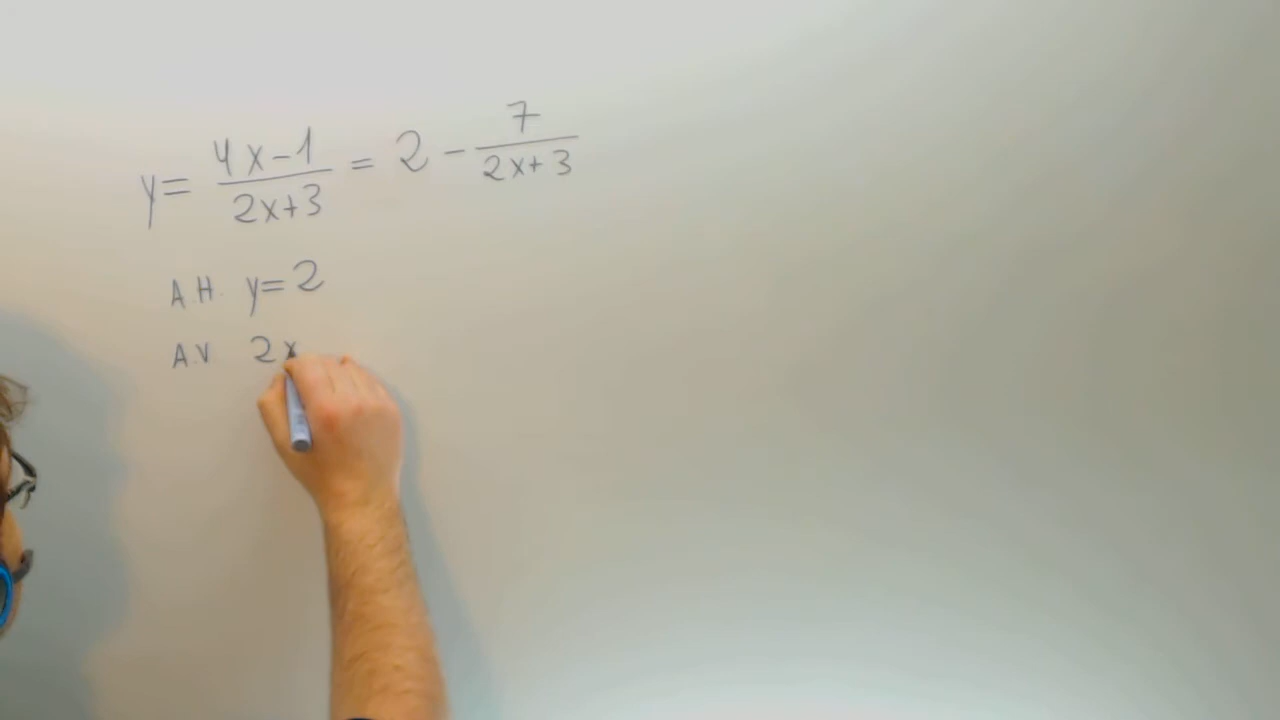 y = (4x-1)/(2x+3) = 2 - 7/(2x+3)
A.H. y=2
A.V 2x